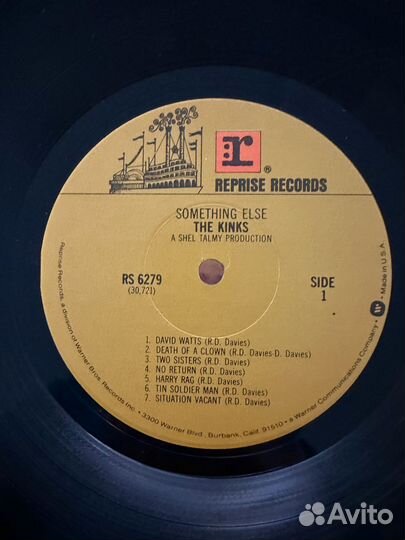 r
®
REPRISE RECORDS
SOMETHING ELSE
THE KINKS
A SHEL TALMY PRODUCTION
RS 6279
(30,721)
SIDE
1
1. DAVID WATTS (R.D. Davies)
2. DEATH OF A CLOWN (R.D. Davies-D. Davies)
3. TWO SISTERS (R.D. Davies)
4. NO RETURN (R.D. Davies)
5. HARRY RAG (R.D. Davies)
6. TIN SOLDIER MAN (R.D. Davies)
7. SITUATION VACANT (R.D. Davies)
Reprise Records, a division of Warner Bros. Records Inc. • 3300 Warner Blvd., Burbank, Calif. 91510 • a Warner Communications Company • Made in U.S.A.
Avito